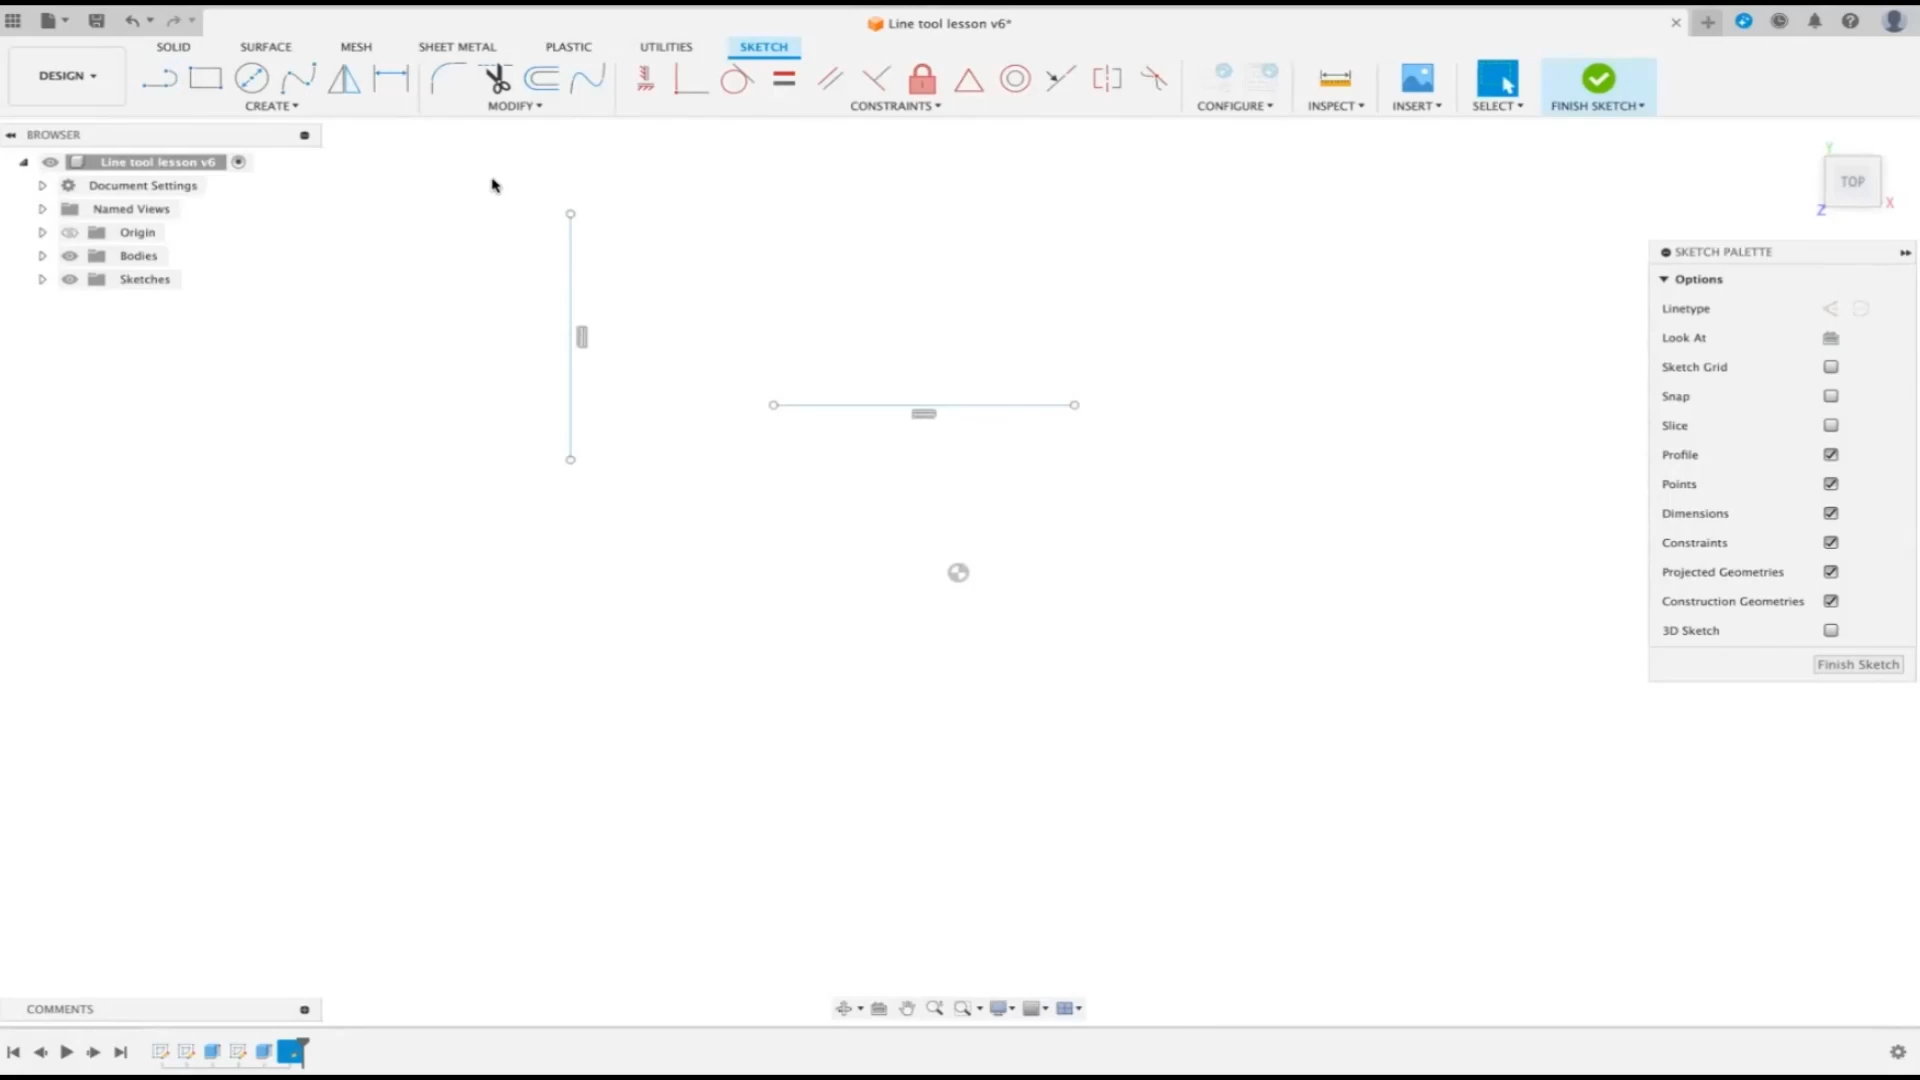 Line tool lesson v6*
SOLID SURFACE MESH SHEET METAL PLASTIC UTILITIES SKETCH
DESIGN
CREATE MODIFY CONSTRAINTS CONFIGURE INSPECT INSERT SELECT FINISH SKETCH
BROWSER
Line tool lesson v6
Document Settings
Named Views
Origin
Bodies
Sketches
Y
TOP
X
Z
SKETCH PALETTE
Options
Linetype
Look At
Sketch Grid
Snap
Slice
Profile
Points
Dimensions
Constraints
Projected Geometries
Construction Geometries
3D Sketch
Finish Sketch
COMMENTS